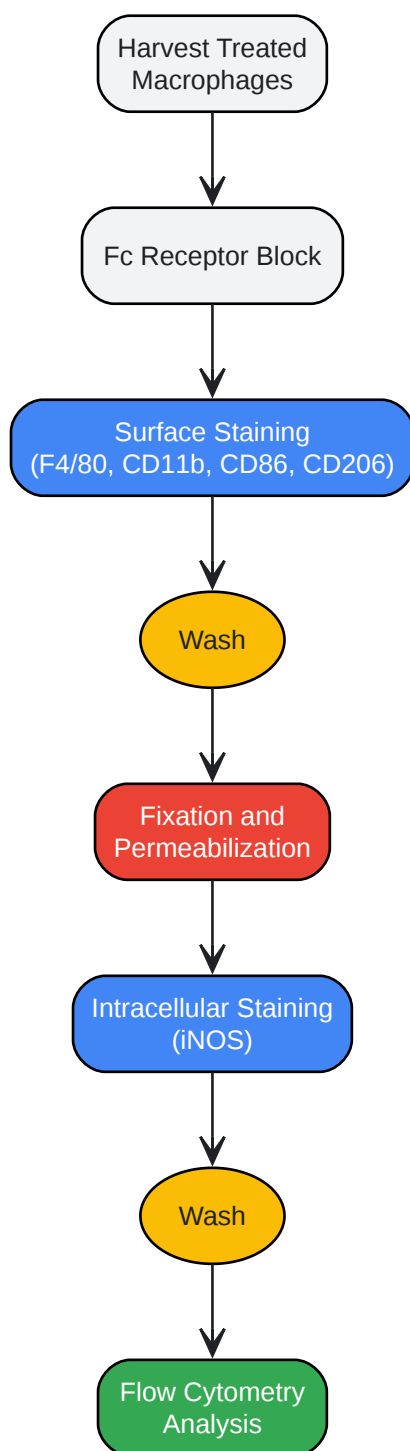 Harvest Treated
Macrophages
Fc Receptor Block
Surface Staining
(F4/80, CD11b, CD86, CD206)
Wash
Fixation and
Permeabilization
Intracellular Staining
(iNOS)
Wash
Flow Cytometry
Analysis